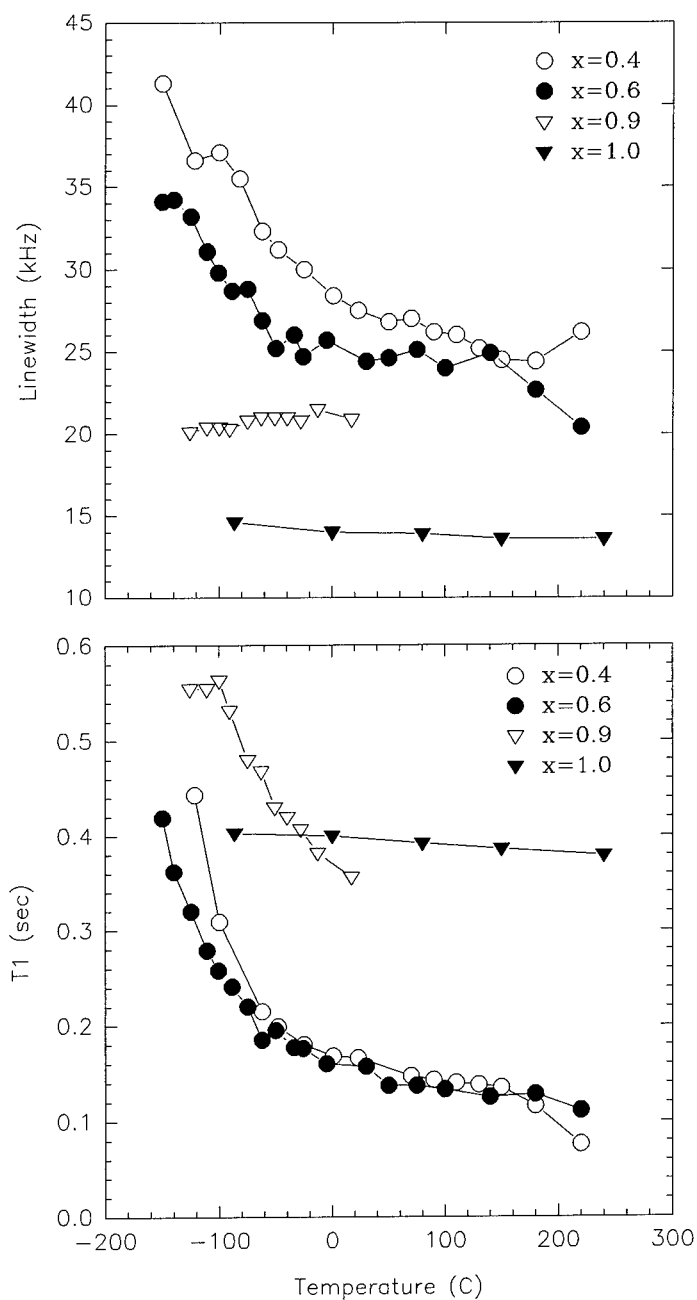 45
40
35
30
25
20
15
10
Linewidth (kHz)
x=0.4
x=0.6
x=0.9
x=1.0
0.6
0.5
0.4
0.3
0.2
0.1
0.0
T1 (sec)
x=0.4
x=0.6
x=0.9
x=1.0
−200 −100 0 100 200 300
Temperature (C)